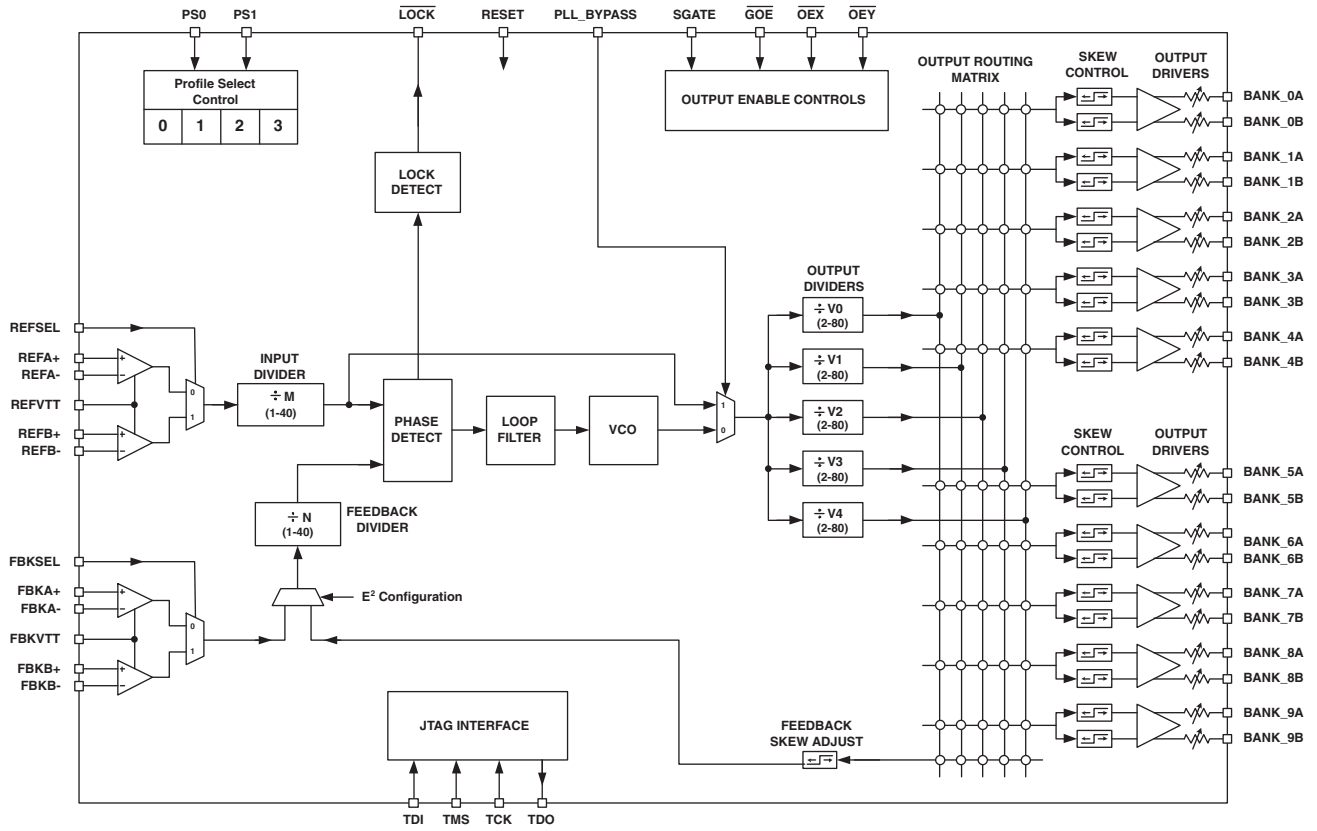 PS0
PS1
LOCK
RESET
PLL_BYPASS
SGATE
GOE
OEX
OEY
Profile Select
Control
0 1 2 3
OUTPUT ENABLE CONTROLS
OUTPUT ROUTING
MATRIX
SKEW
CONTROL
OUTPUT
DRIVERS
BANK_0A
BANK_0B
BANK_1A
BANK_1B
BANK_2A
BANK_2B
BANK_3A
BANK_3B
BANK_4A
BANK_4B
LOCK
DETECT
OUTPUT
DIVIDERS
÷ V0
(2-80)
÷ V1
(2-80)
÷ V2
(2-80)
÷ V3
(2-80)
÷ V4
(2-80)
REFSEL
REFA+
REFA-
REFVTT
REFB+
REFB-
+
−
+
−
0
1
INPUT
DIVIDER
÷ M
(1-40)
PHASE
DETECT
LOOP
FILTER
VCO
1
0
÷ N
(1-40)
FEEDBACK
DIVIDER
SKEW
CONTROL
OUTPUT
DRIVERS
BANK_5A
BANK_5B
BANK_6A
BANK_6B
BANK_7A
BANK_7B
BANK_8A
BANK_8B
BANK_9A
BANK_9B
FBKSEL
FBKA+
FBKA-
FBKVTT
FBKB+
FBKB-
+
−
+
−
0
1
E² Configuration
JTAG INTERFACE
FEEDBACK
SKEW ADJUST
TDI
TMS
TCK
TDO